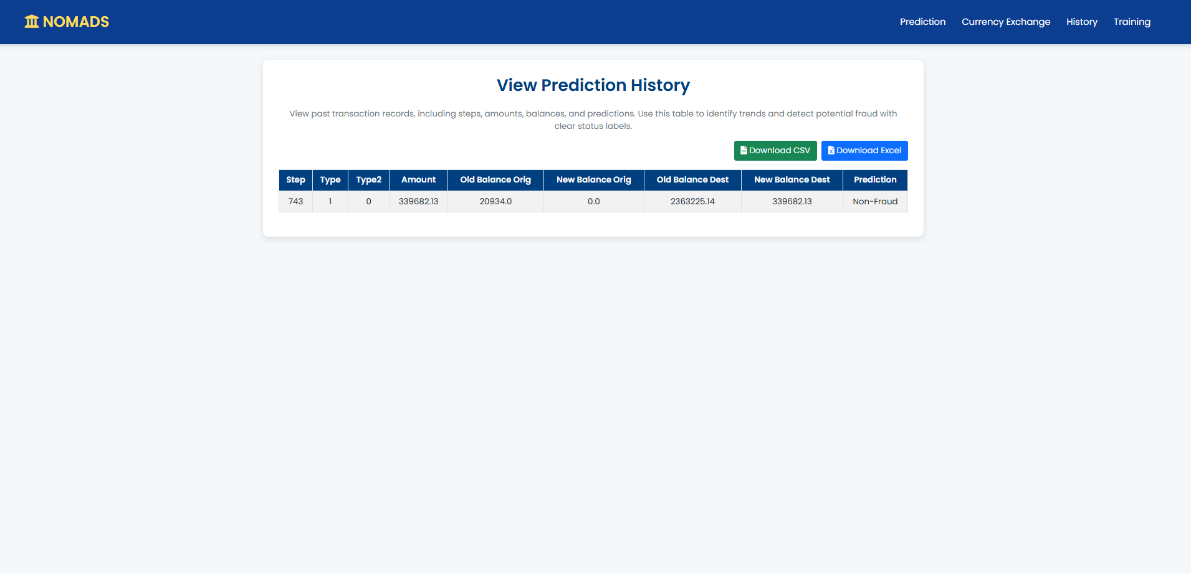 NOMADS
Prediction Currency Exchange History Training
View Prediction History
View past transaction records, including steps, amounts, balances, and predictions. Use this table to identify trends and detect potential fraud with
clear status labels.
Download CSV Download Excel
Step Type Type2 Amount Old Balance Orig New Balance Orig Old Balance Dest New Balance Dest Prediction
743 1 0 339682.13 20934.0 0.0 2363225.14 339682.13 Non-Fraud